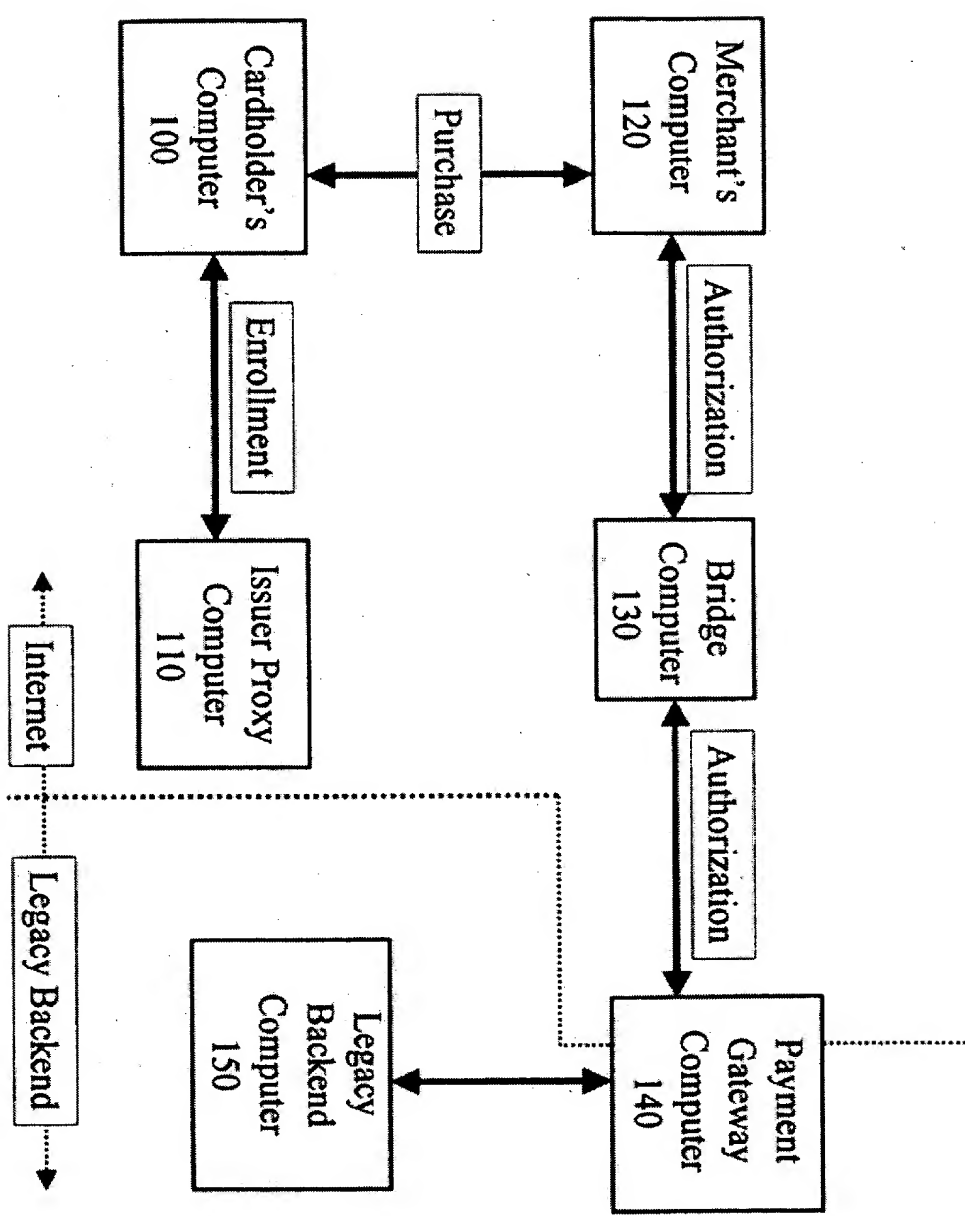 Merchant's
Computer
120
Authorization
Bridge
Computer
130
Authorization
Payment
Gateway
Computer
140
Purchase
Cardholder's
Computer
100
Enrollment
Issuer Proxy
Computer
110
Legacy
Backend
Computer
150
Internet
Legacy Backend